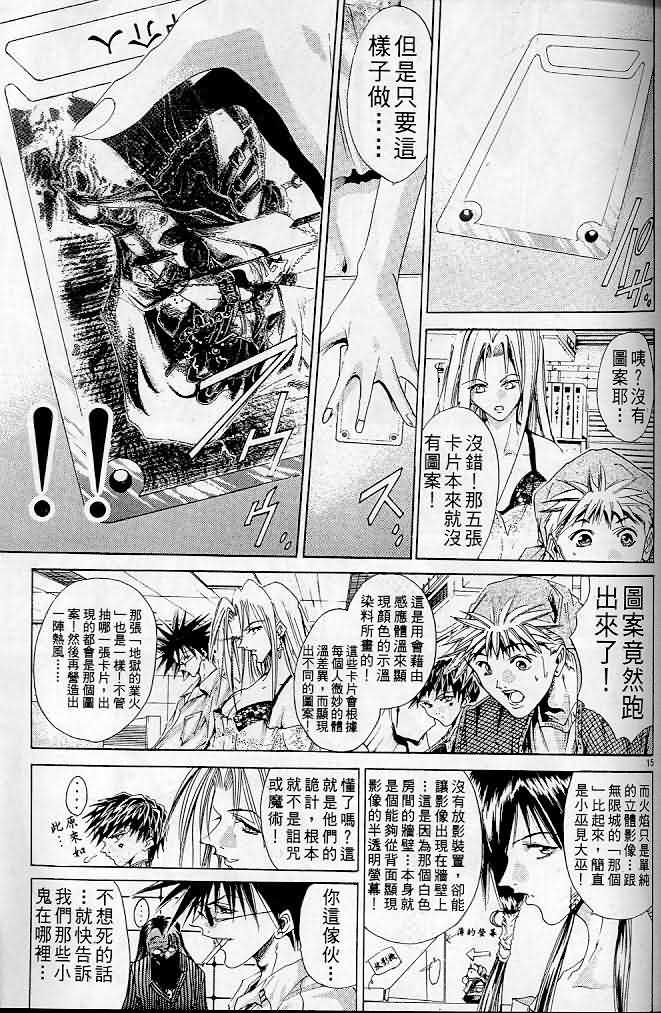 咦？沒有
圖案耶⋯
沒錯！那五張
卡片本來就沒
有圖案！
但是只要這
樣子做⋯⋯
中介人
！！
圖案竟然跑
出來了！
這是用會藉由
感應體溫來顯
現顏色的示溫
染料所畫的！
這些卡片會根據
每個人微妙的體
溫差異，而顯現
出不同的圖案！
那張「地獄的業火
」也是一樣！不管
抽哪一張卡片，出
現的都會是那個圖
案！然後再營造出
一陣熱風⋯⋯
15
而火焰只是單純
的立體影像⋯跟
無限城的「那個
」比起來，簡直
是小巫見大巫！
沒有放影裝置，卻能
讓影像出現在牆壁上
⋯這是因為那個白色
房間的牆壁⋯本身就
是個能夠從背面顯現
影像的半透明螢幕！
薄的螢幕
放影機
懂了嗎？這
就是他們的
詭計，根本
就不是詛咒
或魔術！
⋯⋯
原來如此
你這傢伙⋯
⋯⋯
不想死的話
⋯就快告訴
我們那些小
鬼在哪裡⋯